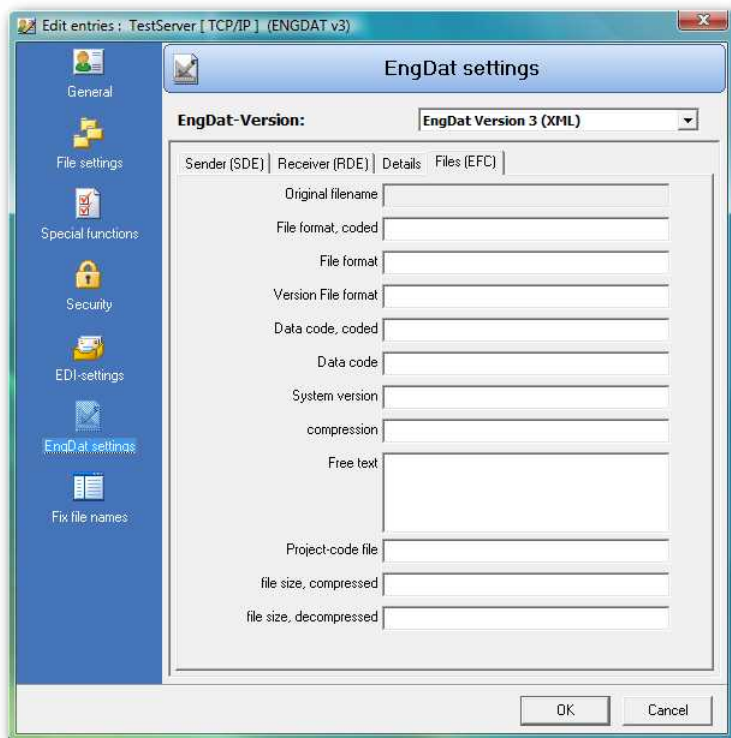 Edit entries : TestServer [ TCP/IP ] (ENGDAT v3)
General
File settings
Special functions
Security
EDI-settings
EngDat settings
Fix file names
EngDat settings
EngDat-Version:
EngDat Version 3 (XML)
Sender (SDE) Receiver (RDE) Details Files (EFC)
Original filename
File format, coded
File format
Version File format
Data code, coded
Data code
System version
compression
Free text
Project-code file
file size, compressed
file size, decompressed
OK Cancel